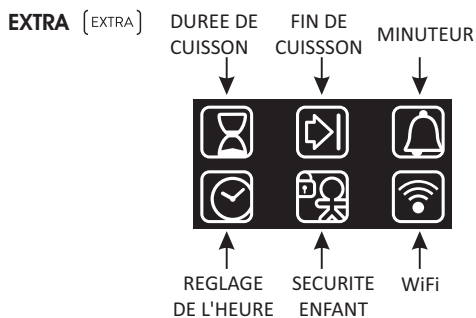 EXTRA [EXTRA]
DUREE DE
CUISSON
FIN DE
CUISSSON
MINUTEUR
REGLAGE
DE L'HEURE
SECURITE
ENFANT
WiFi